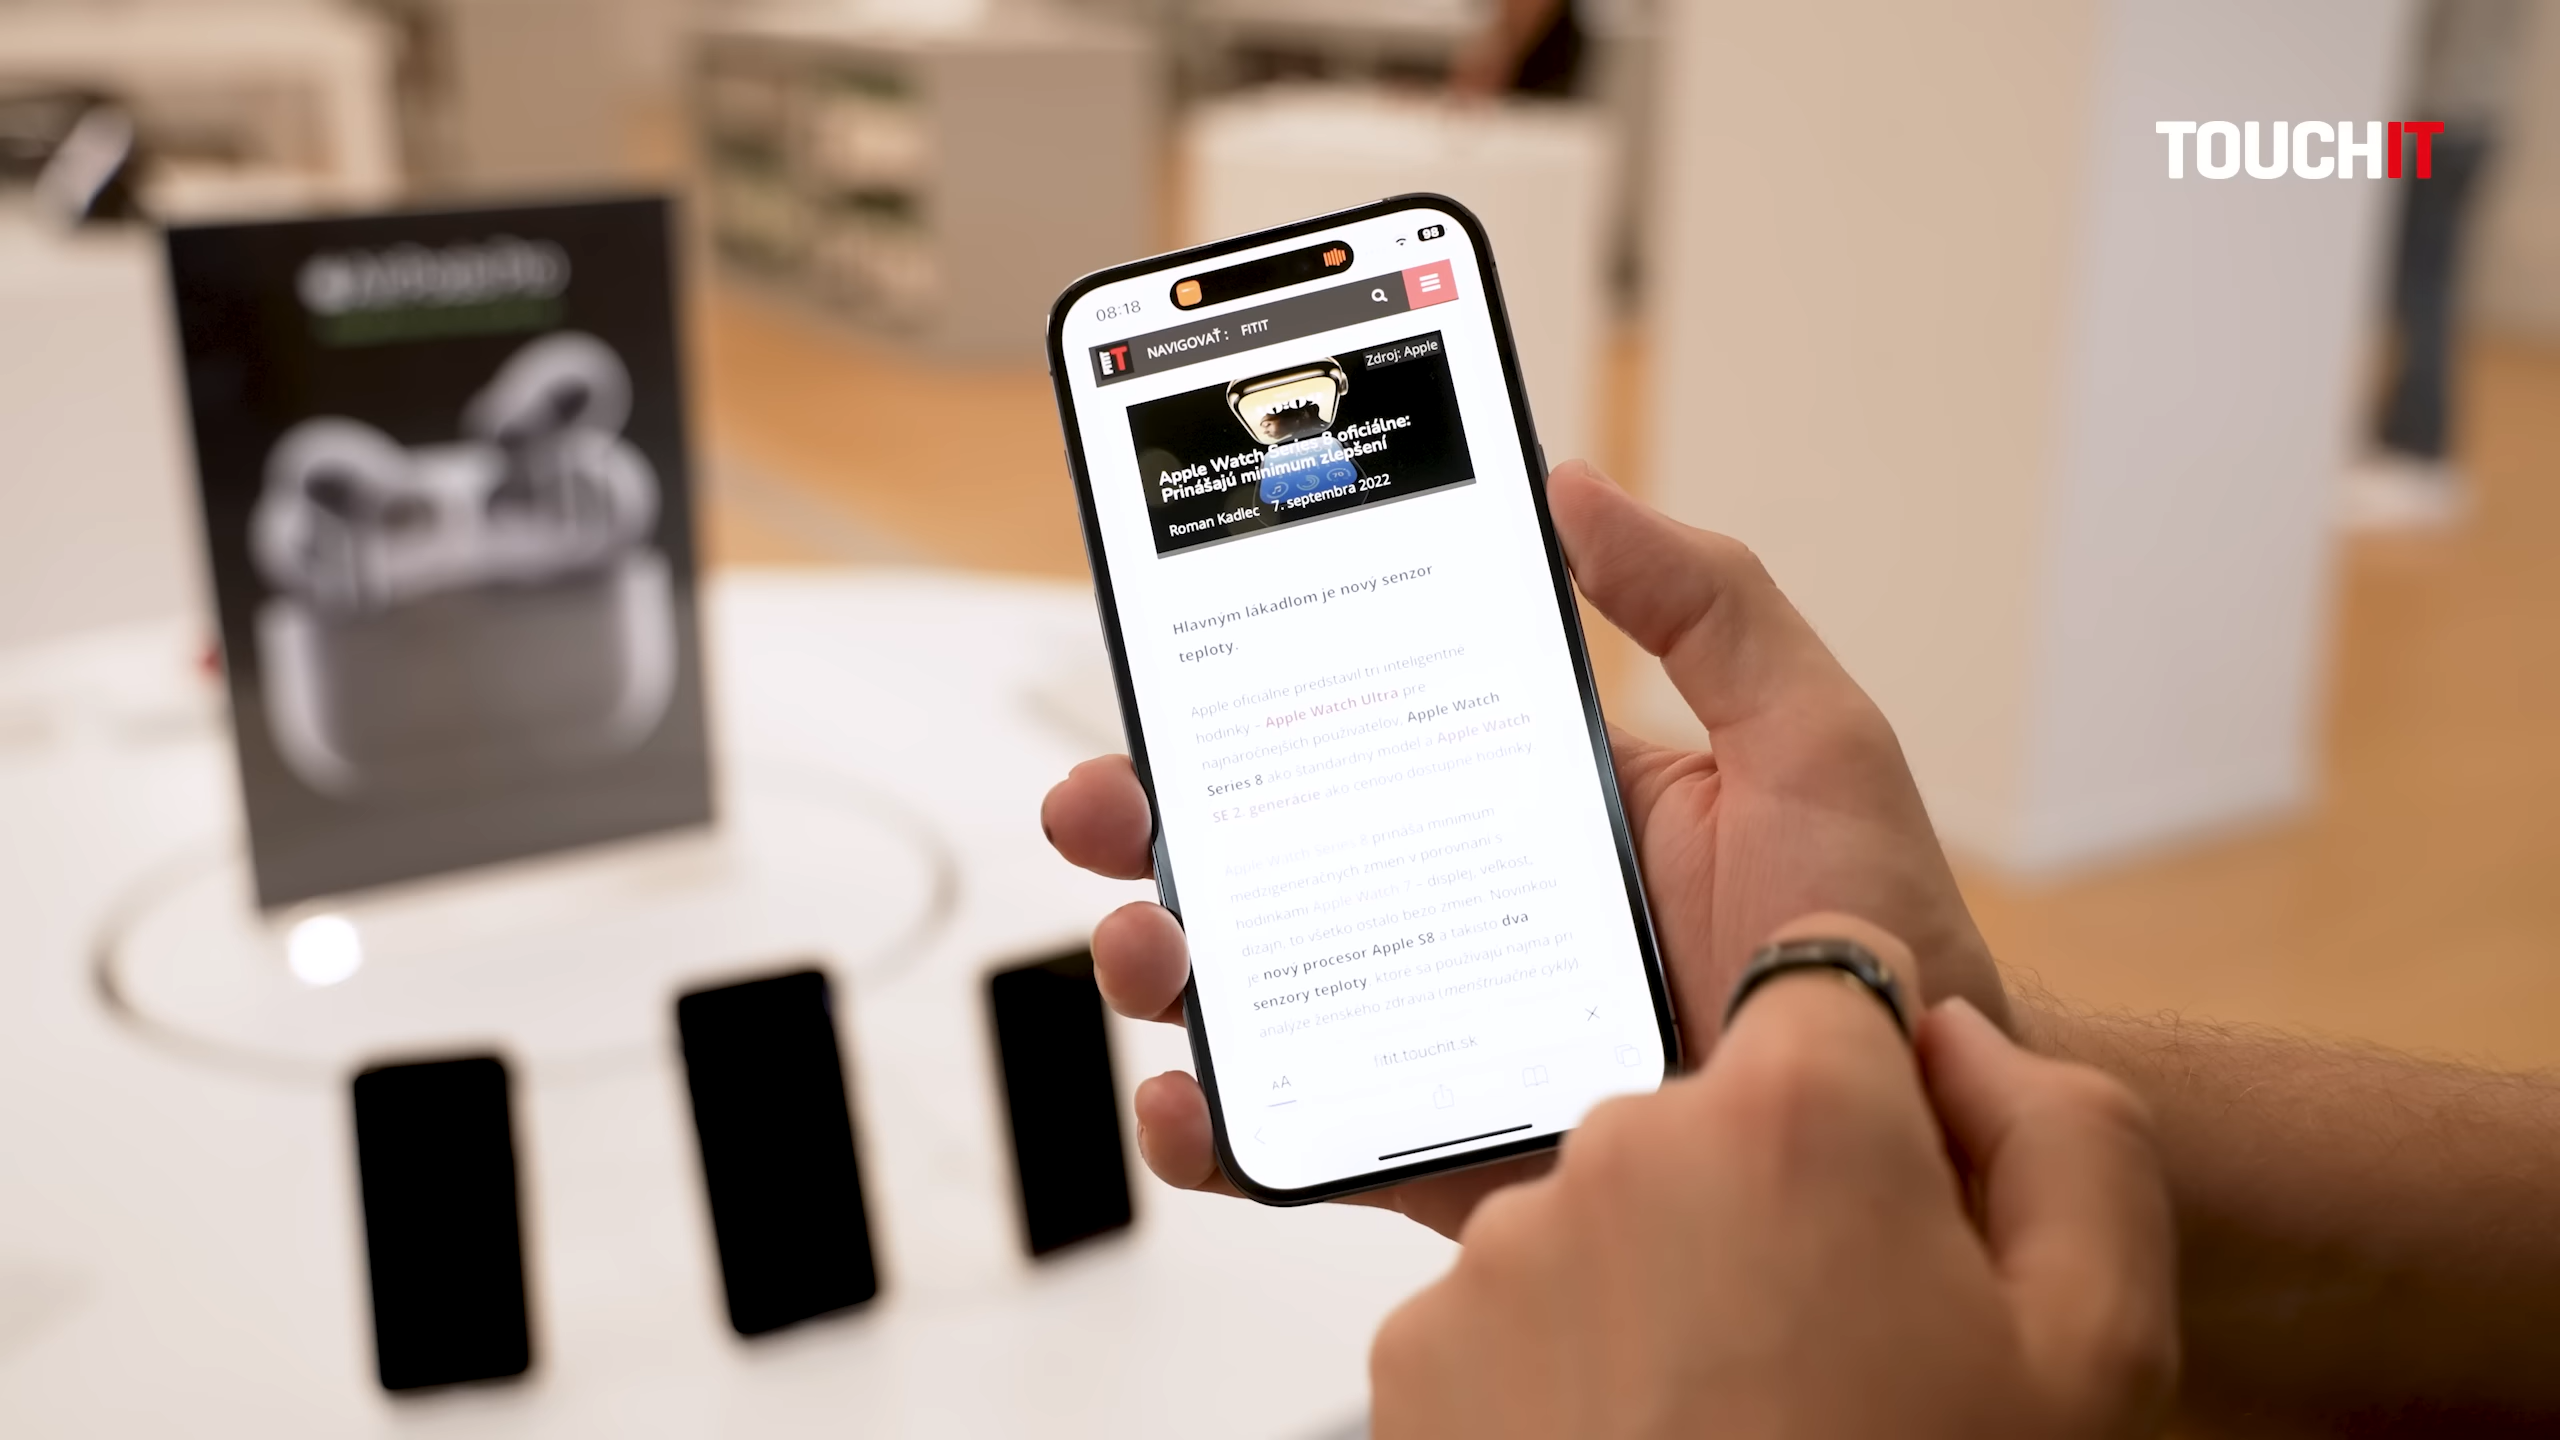 TOUCHIT
08:18
98
FITIT
NAVIGOVAŤ: FITIT
Zdroj: Apple
Apple Watch Series 8 oficiálne:
Prinášajú minimum zlepšení
Roman Kadlec 7. septembra 2022
Hlavným lákadlom je nový senzor
teploty.
Apple oficiálne predstavil tri inteligentné
hodinky – Apple Watch Ultra pre
najnáročnejších používateľov, Apple Watch
Series 8 ako štandardný model a Apple Watch
SE 2. generácie ako cenovo dostupné hodinky.
Apple Watch Series 8 prináša minimum
medzigeneračných zmien v porovnaní s
hodinkami Apple Watch 7 – displej, veľkosť,
dizajn, to všetko ostalo bezo zmien. Novinkou
je nový procesor Apple S8 a takisto dva
senzory teploty, ktoré sa používajú najmä pri
analýze ženského zdravia (menštruačné cykly).
AA
fitit.touchit.sk